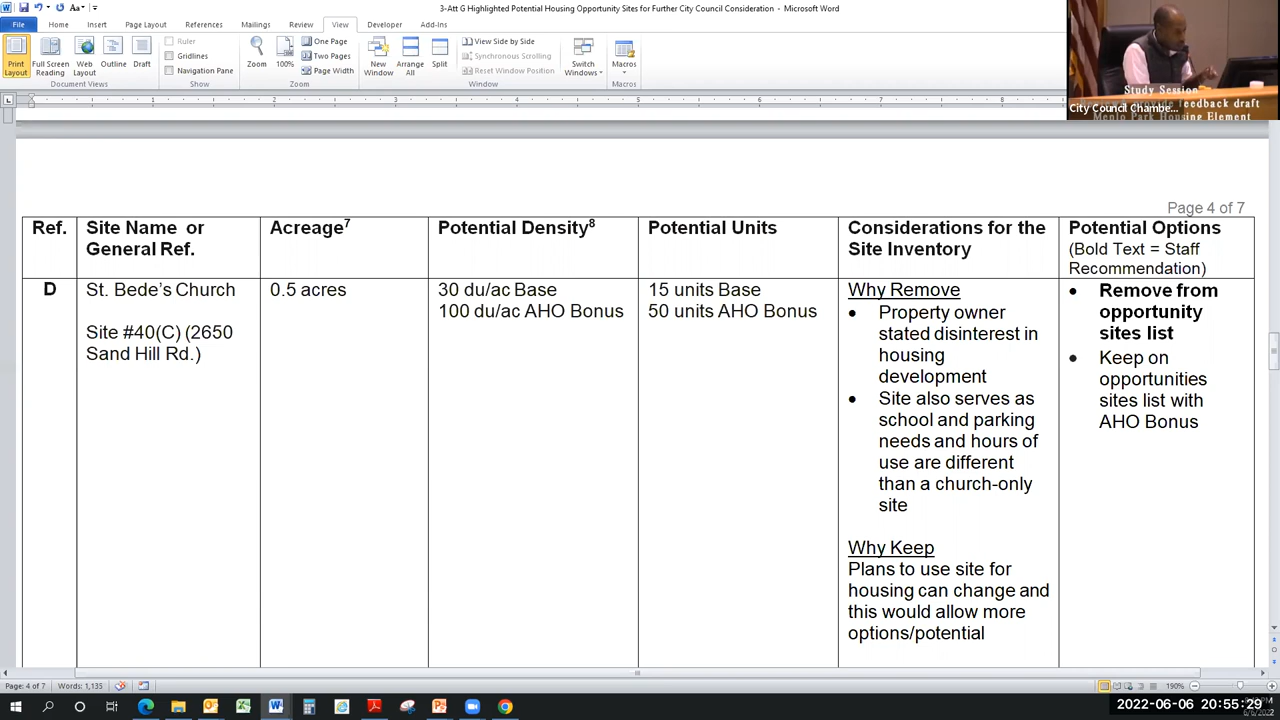 3-Att G Highlighted Potential Housing Opportunity Sites for Further City Council Consideration - Microsoft Word
File Home Insert Page Layout References Mailings Review View Developer Add-Ins
Print Layout
Full Screen Reading
Web Layout
Outline
Draft
Document Views
Ruler
Gridlines
Navigation Pane
Show
Zoom
100%
One Page
Two Pages
Page Width
Zoom
New Window
Arrange All
Split
View Side by Side
Synchronous Scrolling
Reset Window Position
Window
Switch Windows
Macros
Macros
Study Session
City Council Chambe...
feedback draft
Menlo Park Housing Element
Page 4 of 7
Ref.
Site Name or
General Ref.
Acreage7
Potential Density8
Potential Units
Considerations for the
Site Inventory
Potential Options
(Bold Text = Staff
Recommendation)
D
St. Bede's Church
Site #40(C) (2650
Sand Hill Rd.)
0.5 acres
30 du/ac Base
100 du/ac AHO Bonus
15 units Base
50 units AHO Bonus
Why Remove
• Property owner
stated disinterest in
housing
development
• Site also serves as
school and parking
needs and hours of
use are different
than a church-only
site
Why Keep
Plans to use site for
housing can change and
this would allow more
options/potential
• Remove from
opportunity
sites list
• Keep on
opportunities
sites list with
AHO Bonus
Page: 4 of 7 Words: 1,135
190%
2022-06-06 20:55:29